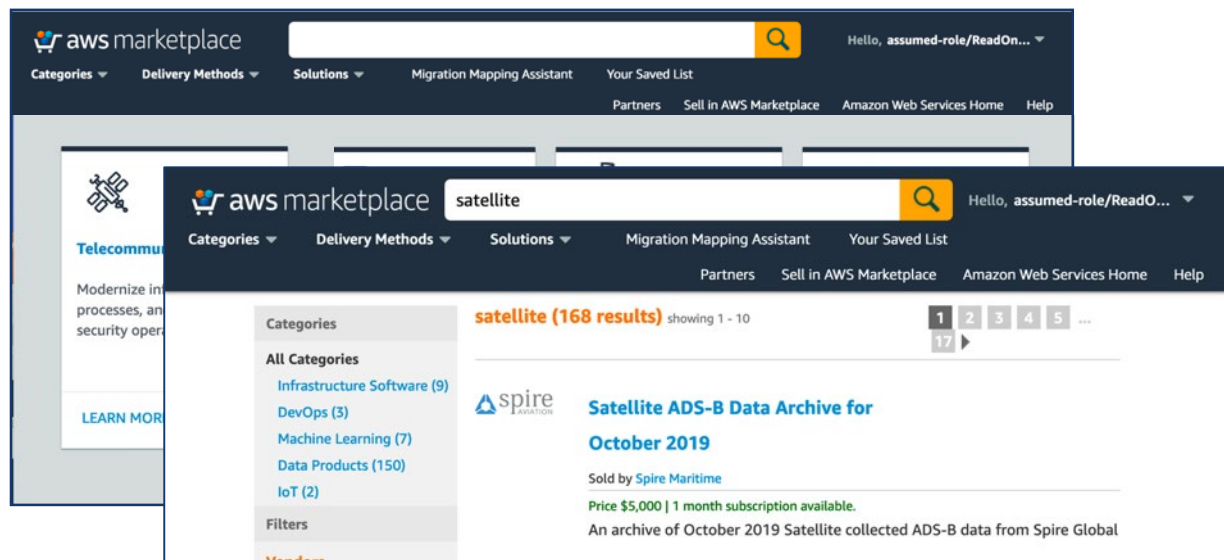 aws marketplace
Hello, assumed-role/ReadOn...
Categories Delivery Methods Solutions Migration Mapping Assistant Your Saved List
Partners Sell in AWS Marketplace Amazon Web Services Home Help
Modernize
processes,
security
LEARN
aws marketplace
satellite
Hello, assumed-role/ReadO...
Categories Delivery Methods Solutions Migration Mapping Assistant Your Saved List
Partners Sell in AWS Marketplace Amazon Web Services Home Help
Categories
All Categories
Infrastructure Software (9)
DevOps (3)
Machine Learning (7)
Data Products (150)
IoT (2)
Filters
satellite (168 results) showing 1 - 10
1 2 3 4 5 ...
17
spire
AVIATION
Satellite ADS-B Data Archive for
October 2019
Sold by Spire Maritime
Price $5,000 | 1 month subscription available.
An archive of October 2019 Satellite collected ADS-B data from Spire Global